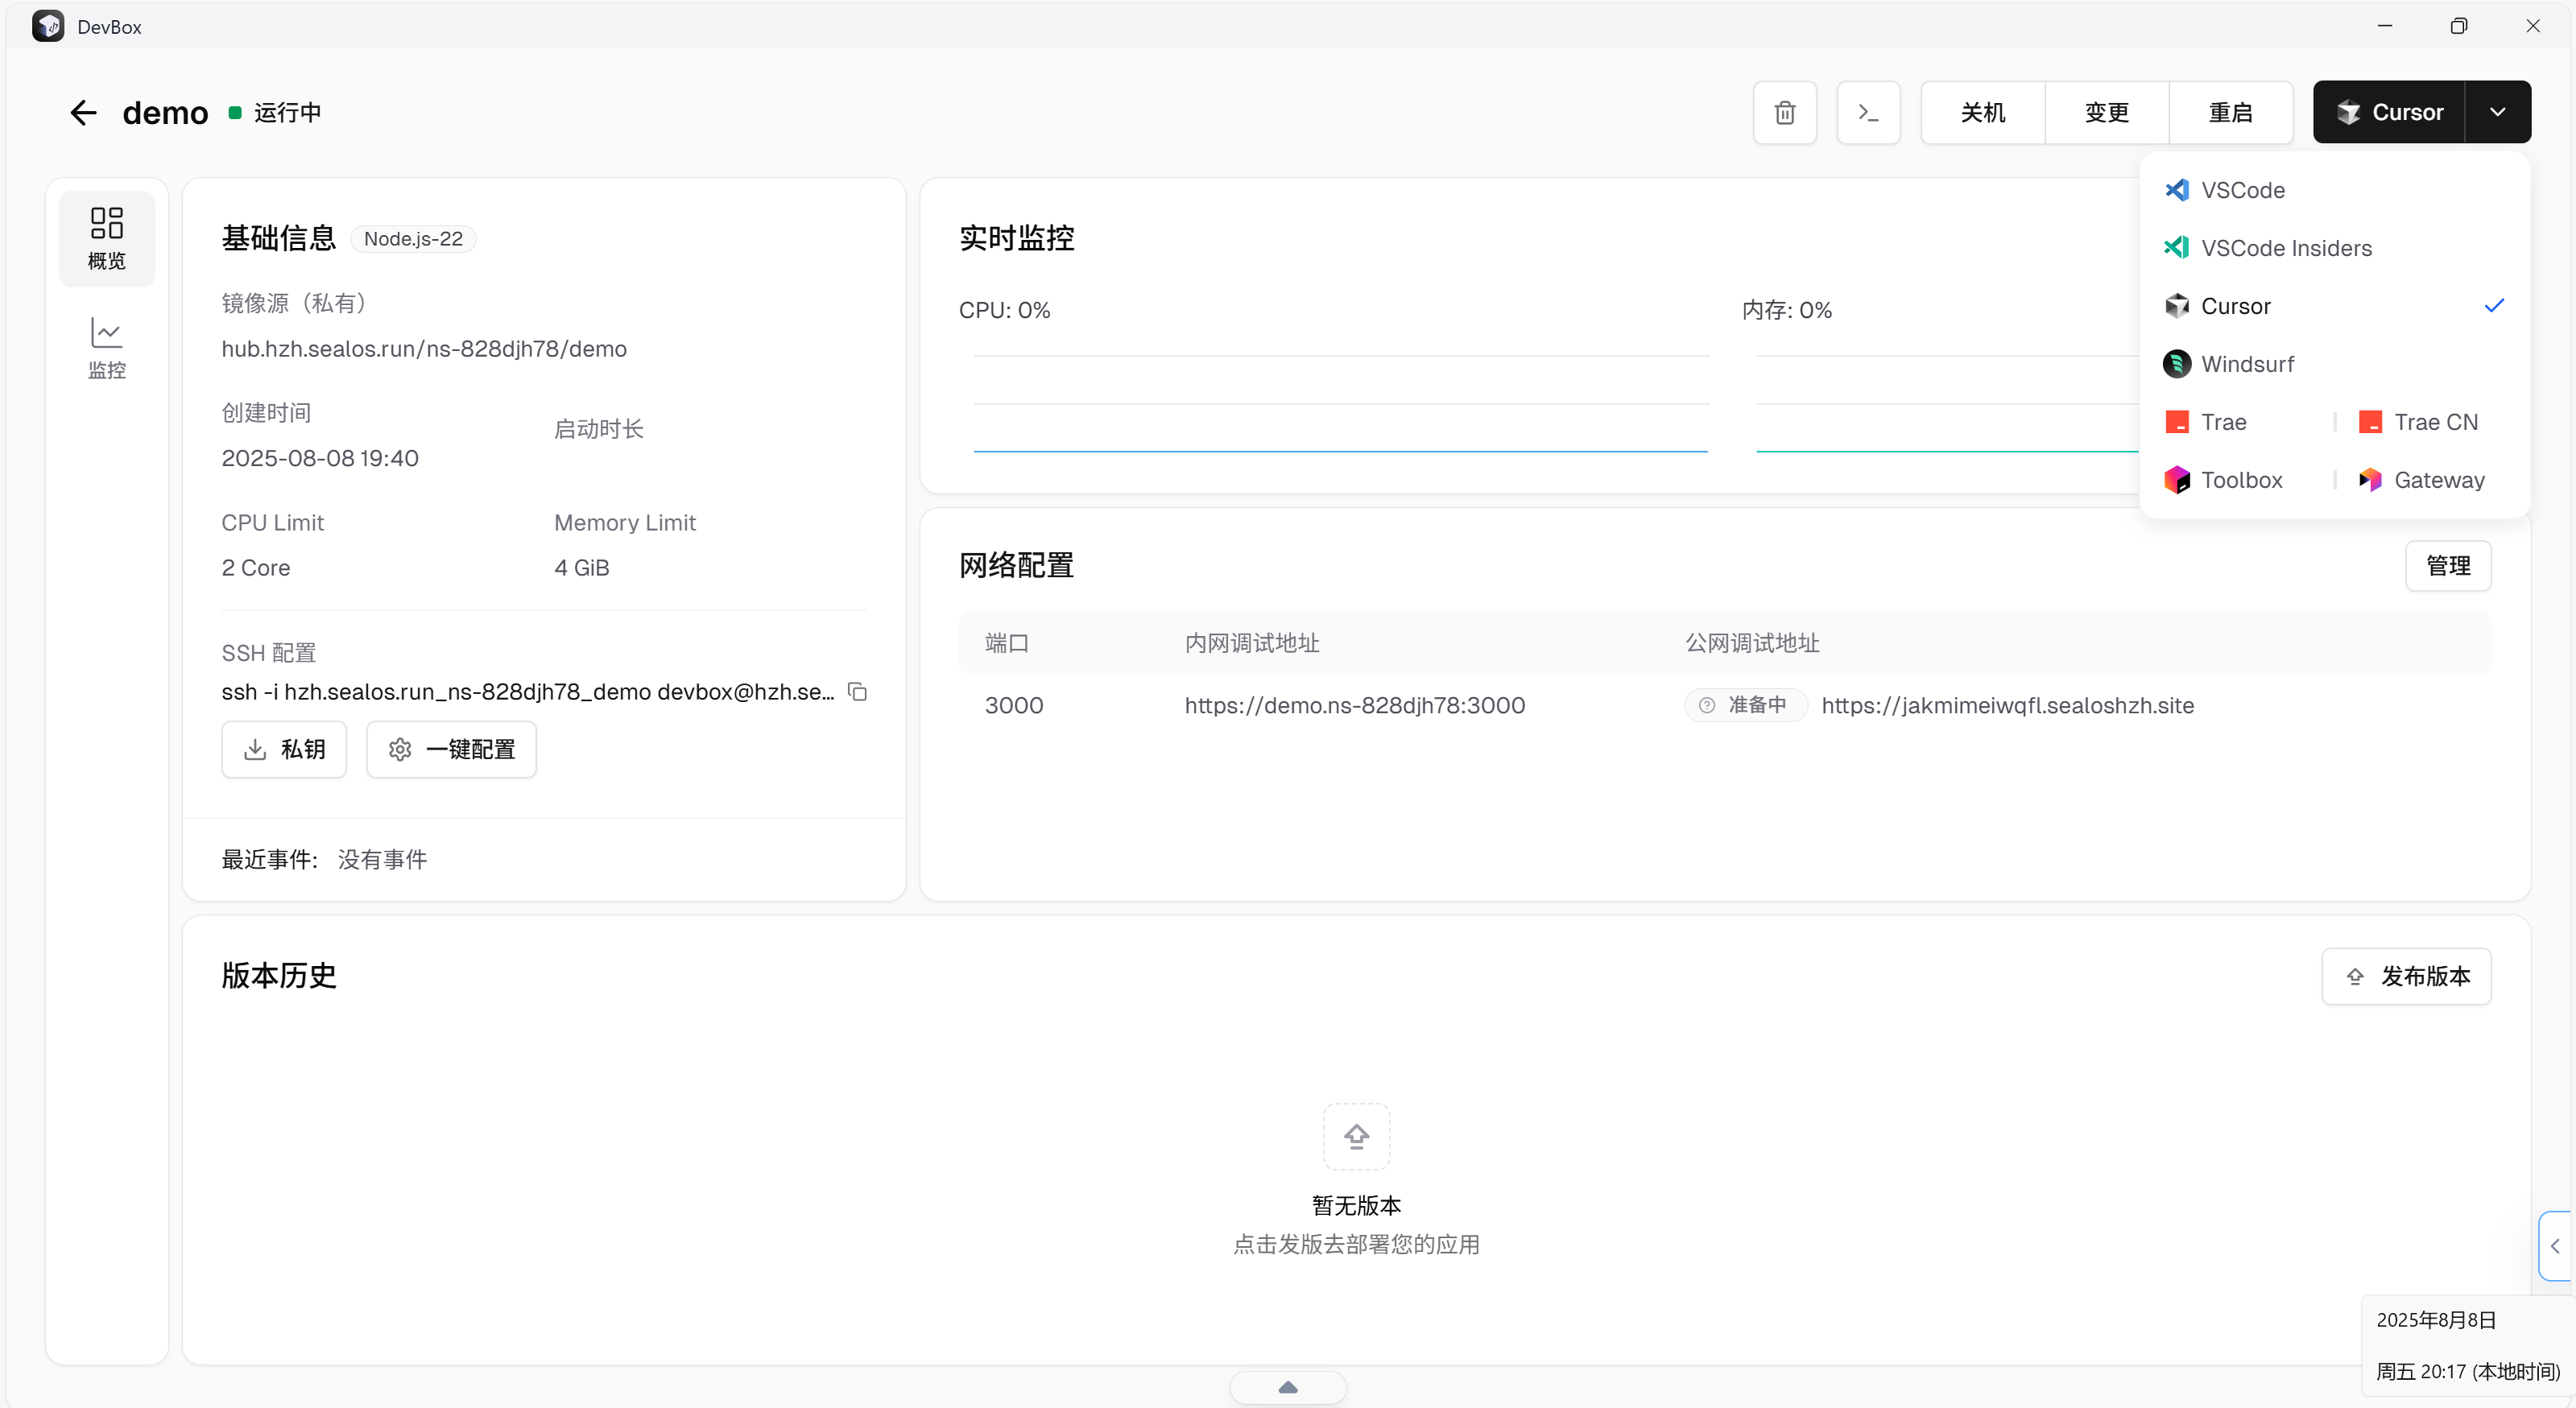 DevBox
demo 运行中
关机 变更 重启 Cursor
VSCode
VSCode Insiders
Cursor
Windsurf
Trae Trae CN
Toolbox Gateway
概览
监控
基础信息 Node.js-22
镜像源（私有）
hub.hzh.sealos.run/ns-828djh78/demo
创建时间 启动时长
2025-08-08 19:40
CPU Limit Memory Limit
2 Core 4 GiB
SSH 配置
ssh -i hzh.sealos.run_ns-828djh78_demo devbox@hzh.se...
私钥 一键配置
最近事件: 没有事件
实时监控
CPU: 0% 内存: 0%
网络配置 管理
端口 内网调试地址 公网调试地址
3000 https://demo.ns-828djh78:3000 准备中 https://jakmimeiwqfl.sealoshzh.site
版本历史 发布版本
暂无版本
点击发版去部署您的应用
2025年8月8日
周五 20:17 (本地时间)